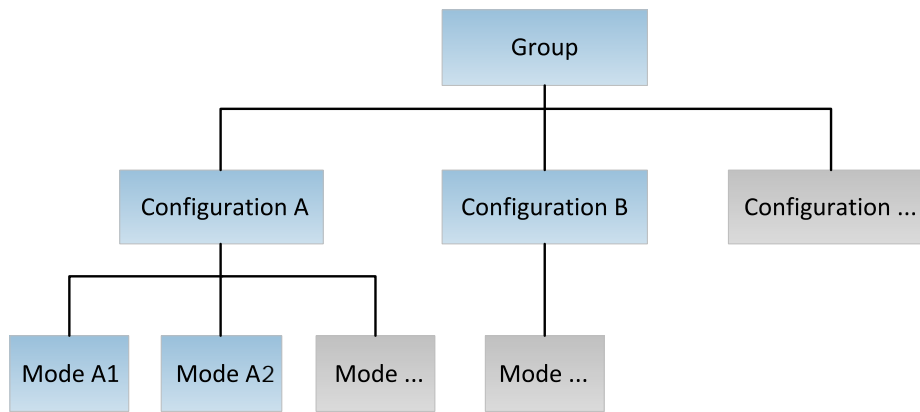 Group
Configuration A
Configuration B
Configuration ...
Mode A1
Mode A2
Mode ...
Mode ...